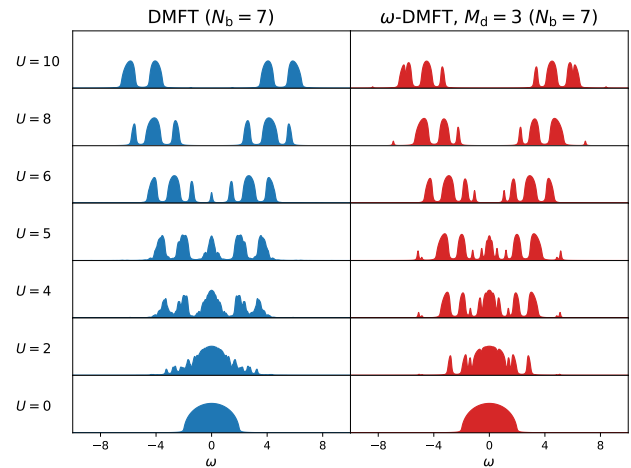 DMFT (N_b = 7)
ω-DMFT, M_d = 3 (N_b = 7)
U = 10
U = 8
U = 6
U = 5
U = 4
U = 2
U = 0
−8 −4 0 4 8
−8 −4 0 4 8
ω
ω